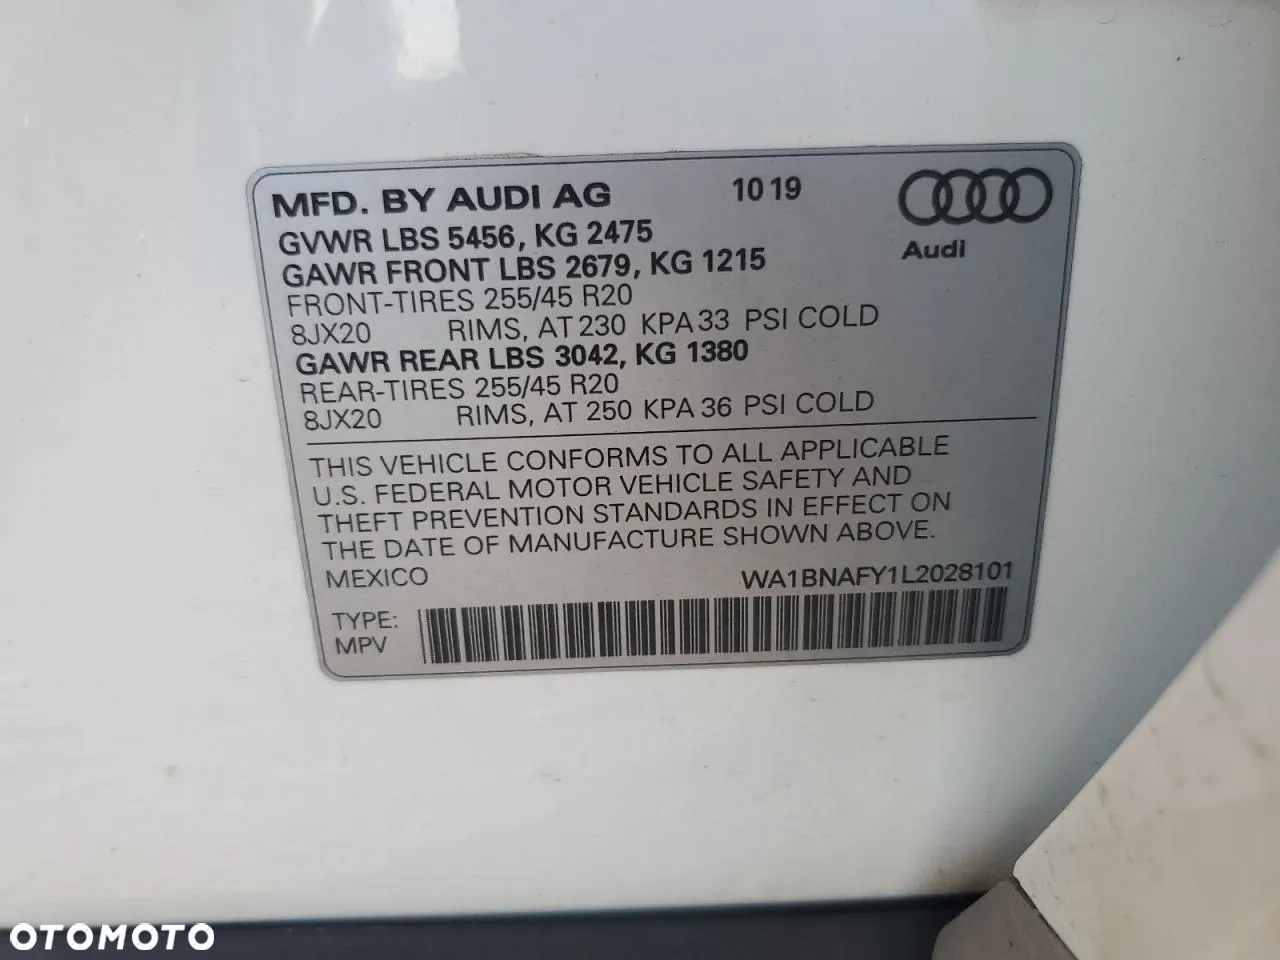 MFD. BY AUDI AG 10 19
Audi
GVWR LBS 5456, KG 2475
GAWR FRONT LBS 2679, KG 1215
FRONT-TIRES 255/45 R20
8JX20 RIMS, AT 230 KPA 33 PSI COLD
GAWR REAR LBS 3042, KG 1380
REAR-TIRES 255/45 R20
8JX20 RIMS, AT 250 KPA 36 PSI COLD
THIS VEHICLE CONFORMS TO ALL APPLICABLE
U.S. FEDERAL MOTOR VEHICLE SAFETY AND
THEFT PREVENTION STANDARDS IN EFFECT ON
THE DATE OF MANUFACTURE SHOWN ABOVE.
MEXICO WA1BNAFY1L2028101
TYPE:
MPV
OTOMOTO